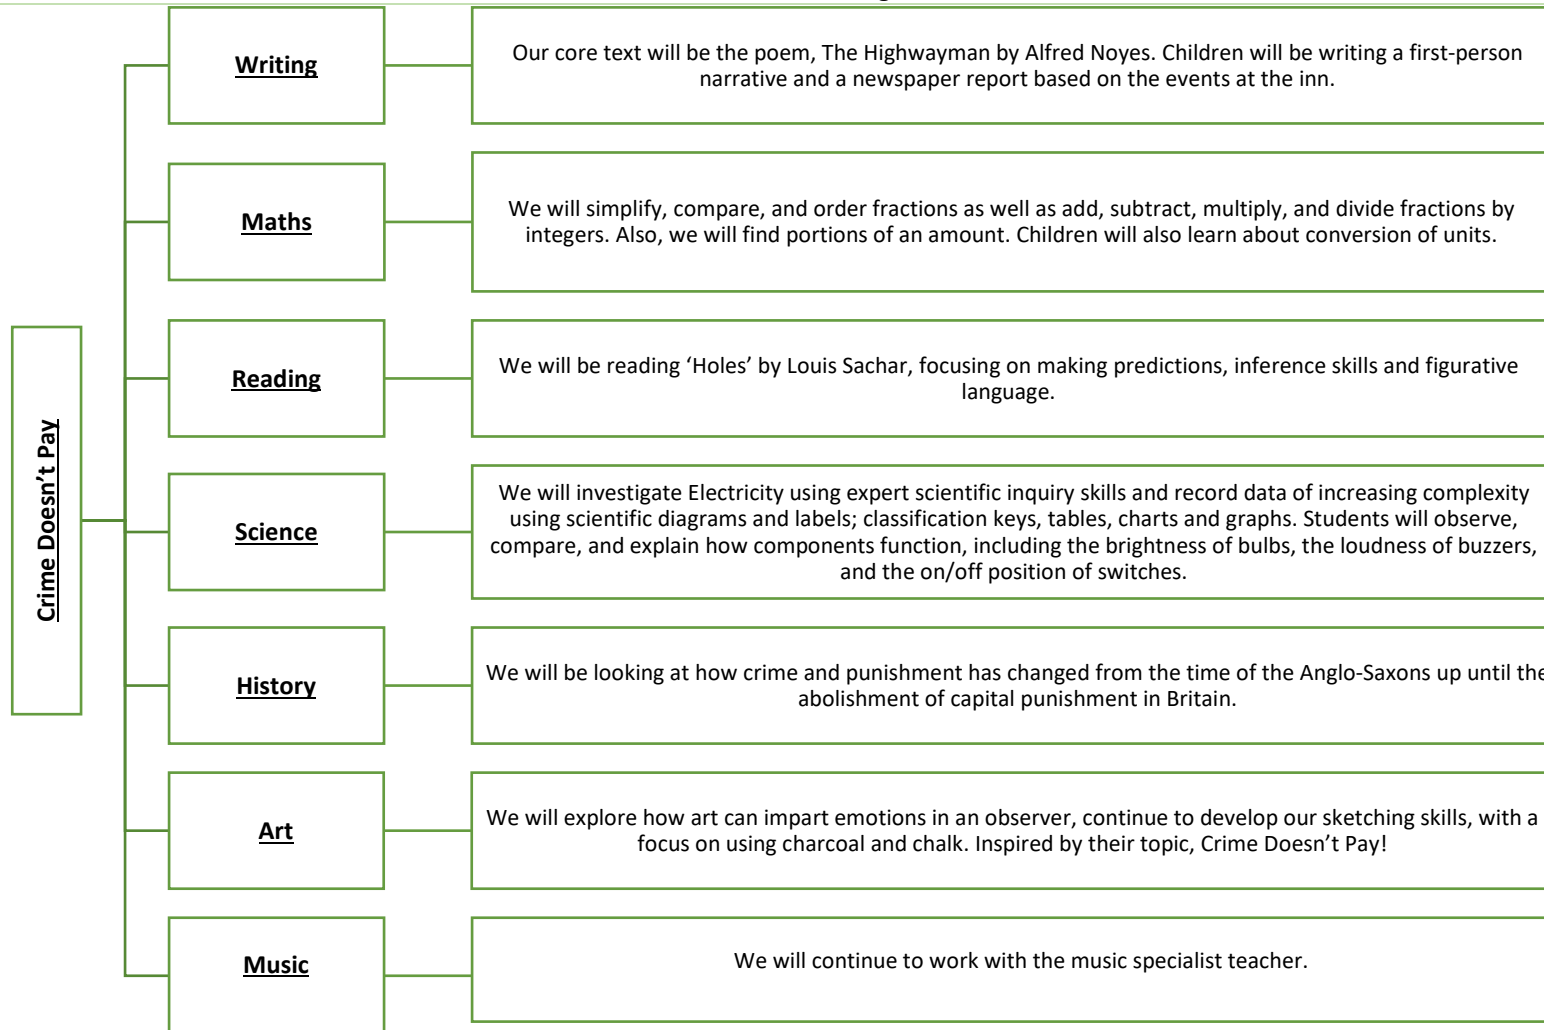 Crime Doesn't Pay
Writing
Our core text will be the poem, The Highwayman by Alfred Noyes. Children will be writing a first-person
narrative and a newspaper report based on the events at the inn.
Maths
We will simplify, compare, and order fractions as well as add, subtract, multiply, and divide fractions by
integers. Also, we will find portions of an amount. Children will also learn about conversion of units.
Reading
We will be reading ‘Holes’ by Louis Sachar, focusing on making predictions, inference skills and figurative
language.
Science
We will investigate Electricity using expert scientific inquiry skills and record data of increasing complexity
using scientific diagrams and labels; classification keys, tables, charts and graphs. Students will observe,
compare, and explain how components function, including the brightness of bulbs, the loudness of buzzers,
and the on/off position of switches.
History
We will be looking at how crime and punishment has changed from the time of the Anglo-Saxons up until the
abolishment of capital punishment in Britain.
Art
We will explore how art can impart emotions in an observer, continue to develop our sketching skills, with a
focus on using charcoal and chalk. Inspired by their topic, Crime Doesn’t Pay!
Music
We will continue to work with the music specialist teacher.